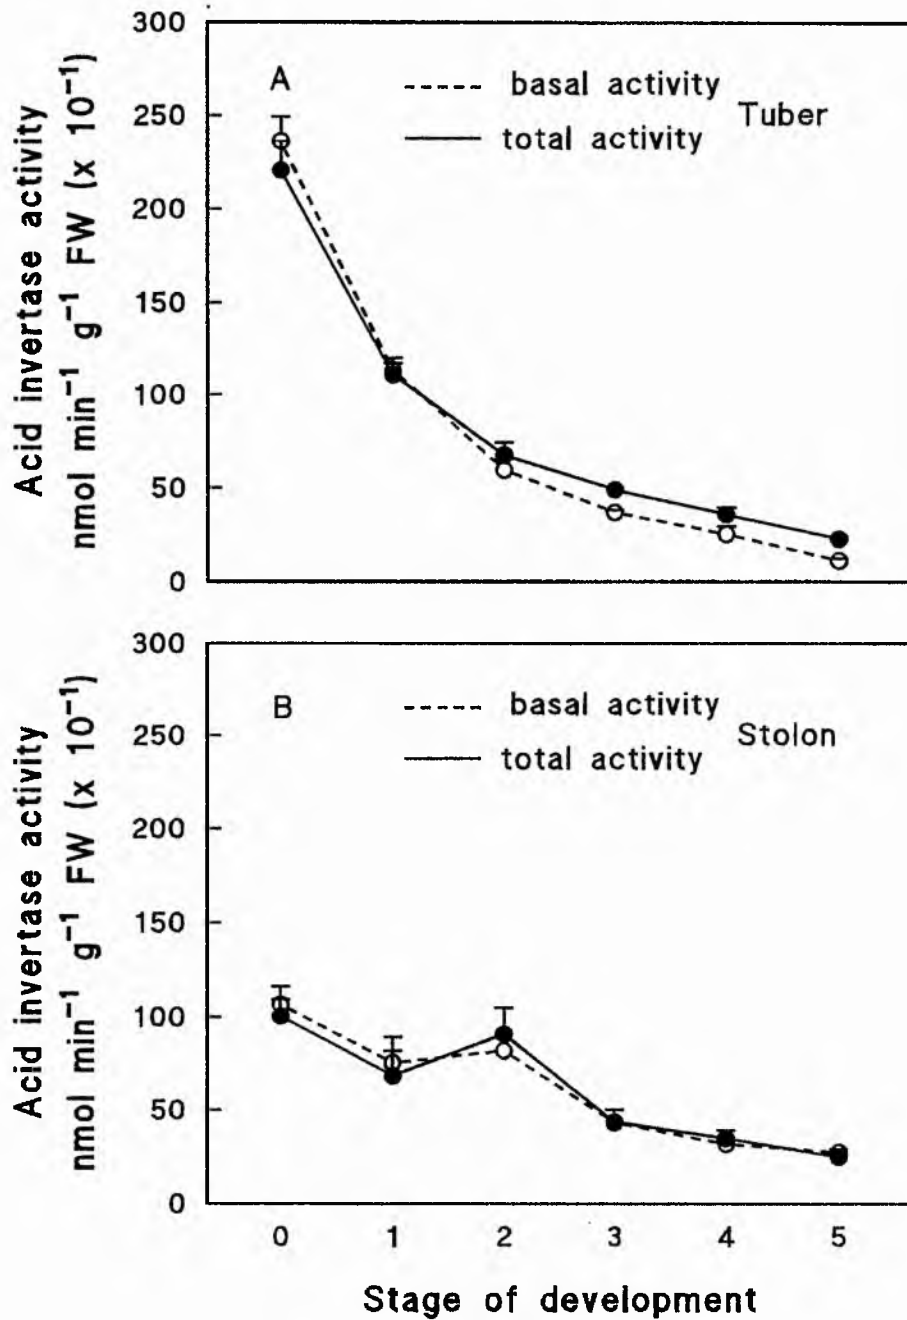 300
250
200
150
100
50
0
Acid invertase activity
nmol min⁻¹ g⁻¹ FW (x 10⁻¹)
A
basal activity
total activity
Tuber
300
250
200
150
100
50
0
Acid invertase activity
nmol min⁻¹ g⁻¹ FW (x 10⁻¹)
B
basal activity
total activity
Stolon
0 1 2 3 4 5
Stage of development